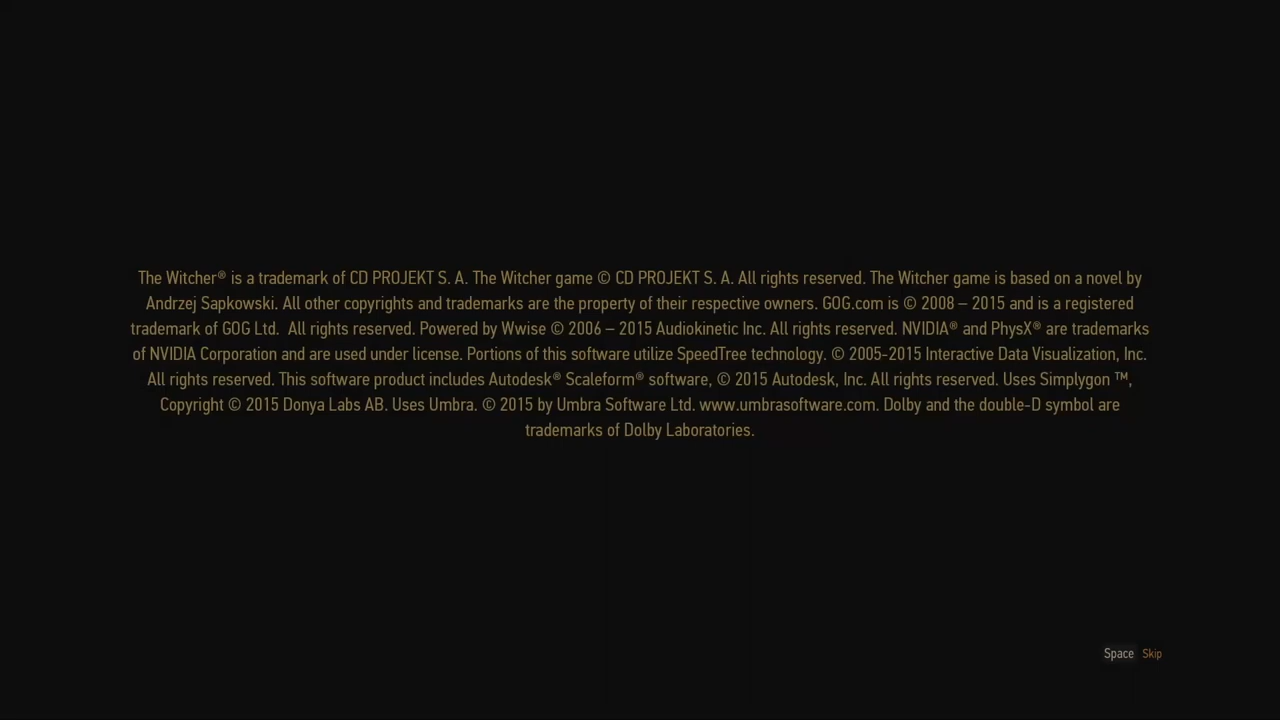 The Witcher® is a trademark of CD PROJEKT S. A. The Witcher game © CD PROJEKT S. A. All rights reserved. The Witcher game is based on a novel by
Andrzej Sapkowski. All other copyrights and trademarks are the property of their respective owners. GOG.com is © 2008 – 2015 and is a registered
trademark of GOG Ltd.  All rights reserved. Powered by Wwise © 2006 – 2015 Audiokinetic Inc. All rights reserved. NVIDIA® and PhysX® are trademarks
of NVIDIA Corporation and are used under license. Portions of this software utilize SpeedTree technology. © 2005-2015 Interactive Data Visualization, Inc.
All rights reserved. This software product includes Autodesk® Scaleform® software, © 2015 Autodesk, Inc. All rights reserved. Uses Simplygon ™,
Copyright © 2015 Donya Labs AB. Uses Umbra. © 2015 by Umbra Software Ltd. www.umbrasoftware.com. Dolby and the double-D symbol are
trademarks of Dolby Laboratories.
Space Skip